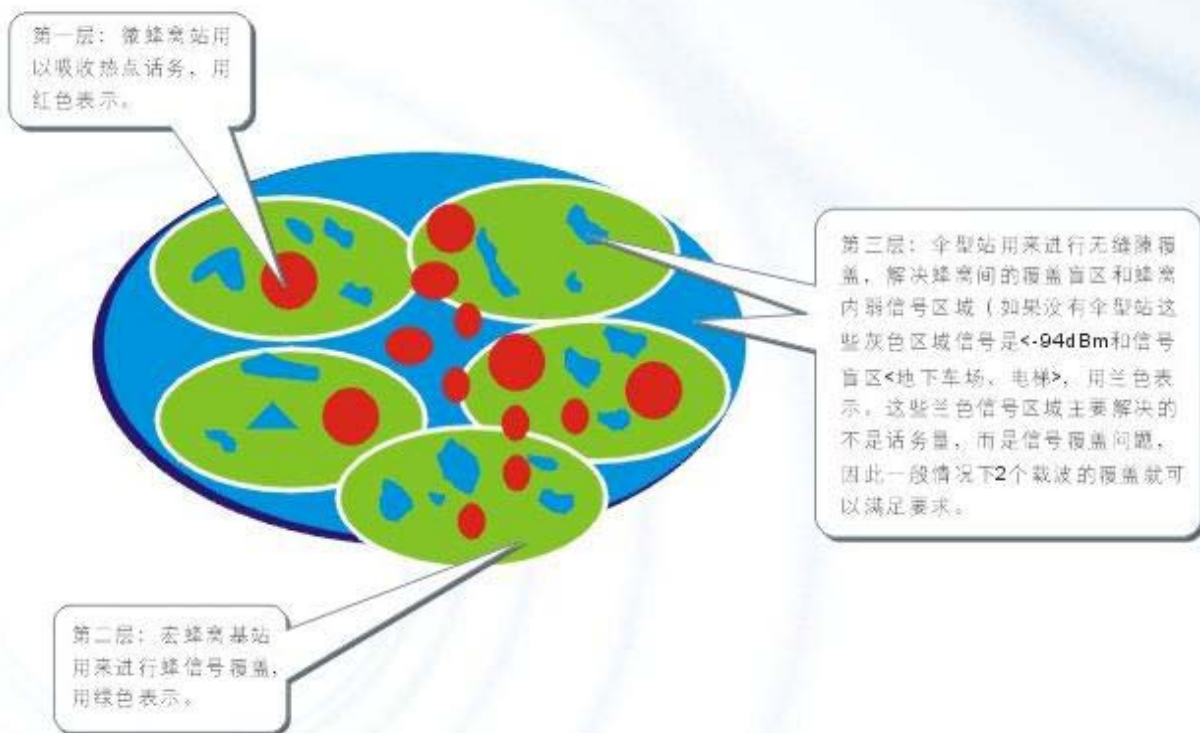 第一层：微蜂窝站用
以吸收热点话务，用
红色表示。
第三层：伞型站用来进行无缝隙覆
盖，解决蜂窝间的覆盖盲区和蜂窝
内弱信号区域（如果没有伞型站这
些灰色区域信号是<-94dBm和信号
盲区<地下车场、电梯>，用兰色表
示。这些兰色信号区域主要解决的
不是话务量，而是信号覆盖问题，
因此一般情况下2个载波的覆盖就可
以满足要求。
第二层：宏蜂窝基站
用来进行蜂信号覆盖，
用绿色表示。